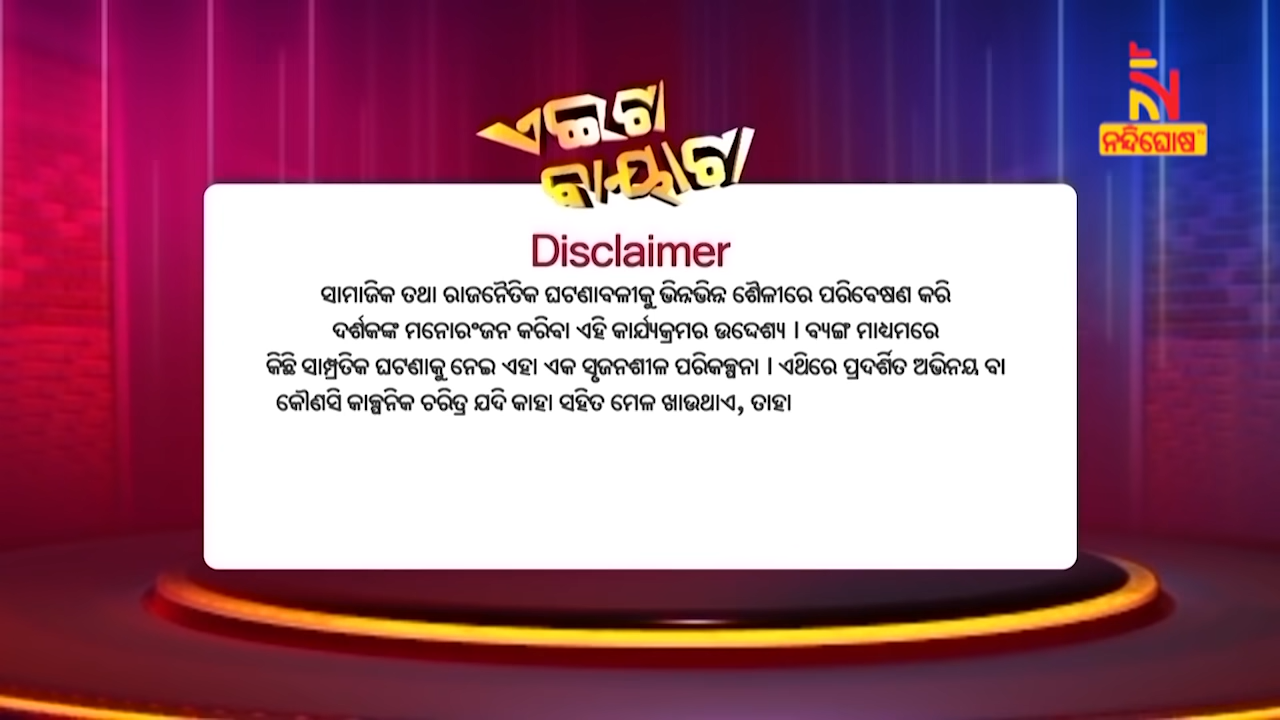 ଏଇଟା
ବାୟାଟା
ନନ୍ଦିଘୋଷ
Disclaimer
ସାମାଜିକ ତଥା ରାଜନୈତିକ ଘଟଣାବଳୀକୁ ଭିନ୍ନଭିନ୍ନ ଶୈଳୀରେ ପରିବେଷଣ କରି
ଦର୍ଶକଙ୍କ ମନୋରଂଜନ କରିବା ଏହି କାର୍ଯ୍ୟକ୍ରମର ଉଦ୍ଦେଶ୍ୟ । ବ୍ୟଙ୍ଗ ମାଧ୍ୟମରେ
କିଛି ସାମ୍ପ୍ରତିକ ଘଟଣାକୁ ନେଇ ଏହା ଏକ ସୃଜନଶୀଳ ପରିକଳ୍ପନା । ଏଥିରେ ପ୍ରଦର୍ଶିତ ଅଭିନୟ ବା
କୌଣସି କାଳ୍ପନିକ ଚରିତ୍ର ଯଦି କାହା ସହିତ ମେଳ ଖାଉଥାଏ, ତାହା